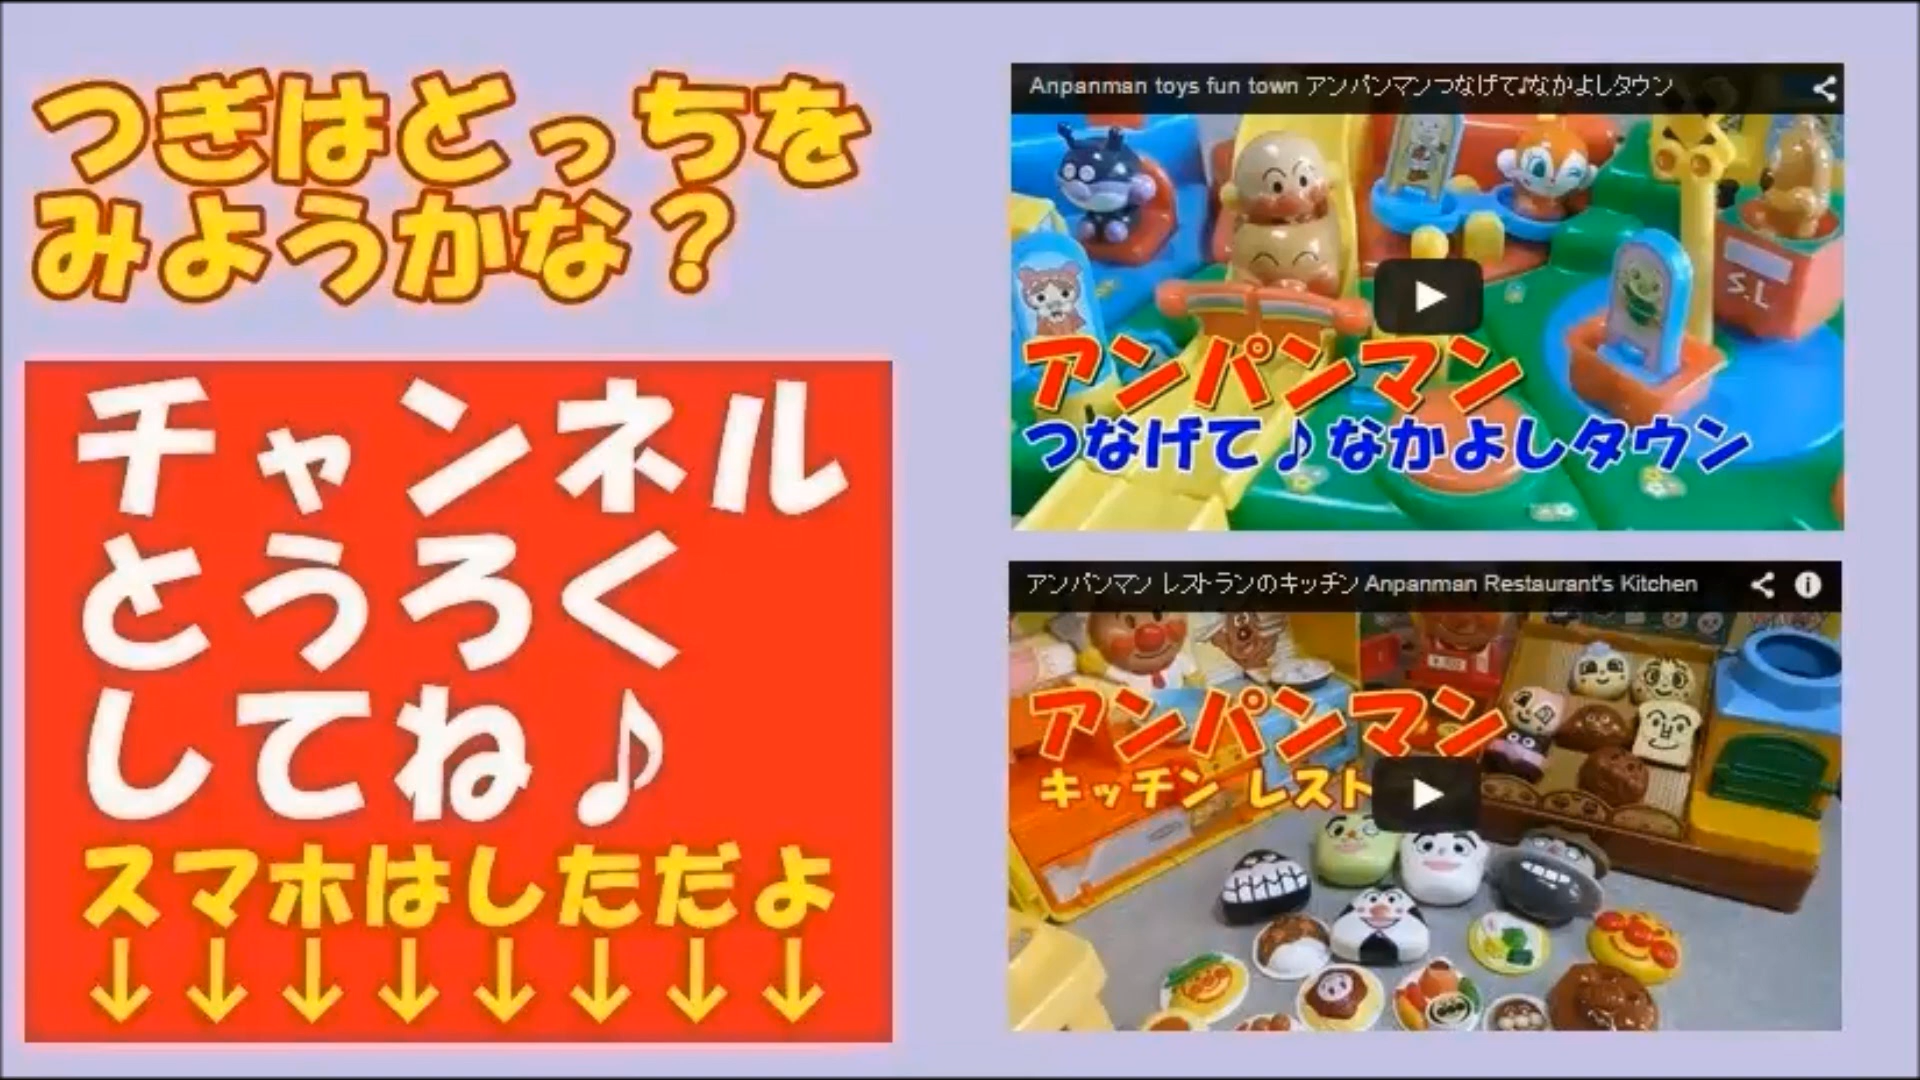 つぎはどっちを
みようかな？
チャンネル
とうろく
してね♪
スマホはしただよ
↓↓↓↓↓↓↓↓
Anpanman toys fun town アンパンマンつなげて♪なかよしタウン
S.L
アンパンマン
つなげて♪なかよしタウン
アンパンマン レストランのキッチン Anpanman Restaurant's Kitchen
アンパンマン
キッチン レスト